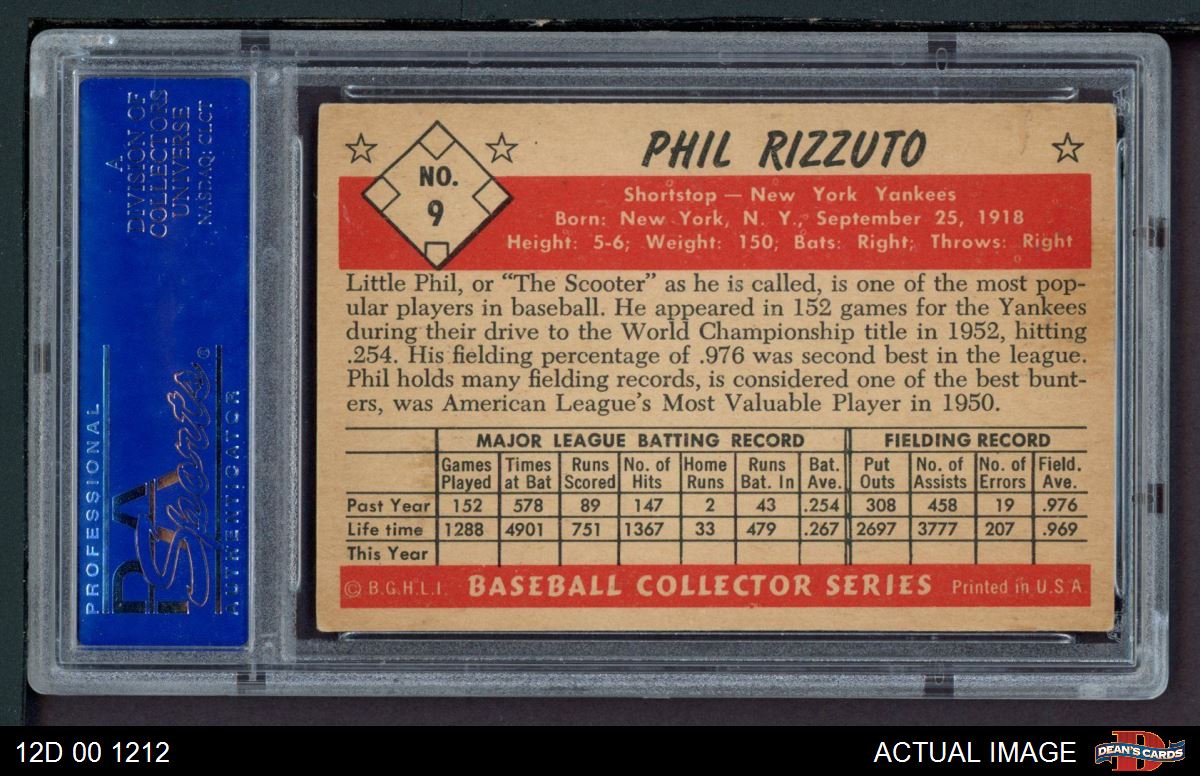 A
DIVISION OF
COLLECTORS
UNIVERSE
NASDAQ: CLCT
PROFESSIONAL
PSA
Sports®
AUTHENTICATOR
PHIL RIZZUTO
NO.
9
Shortstop — New York Yankees
Born: New York, N. Y., September 25, 1918
Height: 5-6; Weight: 150; Bats: Right; Throws: Right
Little Phil, or “The Scooter” as he is called, is one of the most pop-
ular players in baseball. He appeared in 152 games for the Yankees
during their drive to the World Championship title in 1952, hitting
.254. His fielding percentage of .976 was second best in the league.
Phil holds many fielding records, is considered one of the best bunt-
ers, was American League’s Most Valuable Player in 1950.
MAJOR LEAGUE BATTING RECORD FIELDING RECORD
Games Times Runs No. of Home Runs Bat. Put No. of No. of Field.
Played at Bat Scored Hits Runs Bat. In Ave. Outs Assists Errors Ave.
Past Year 152 578 89 147 2 43 .254 308 458 19 .976
Life time 1288 4901 751 1367 33 479 .267 2697 3777 207 .969
This Year
© B.G.H.L.I. BASEBALL COLLECTOR SERIES Printed in U.S.A
12D 00 1212
ACTUAL IMAGE
DEAN'S CARDS